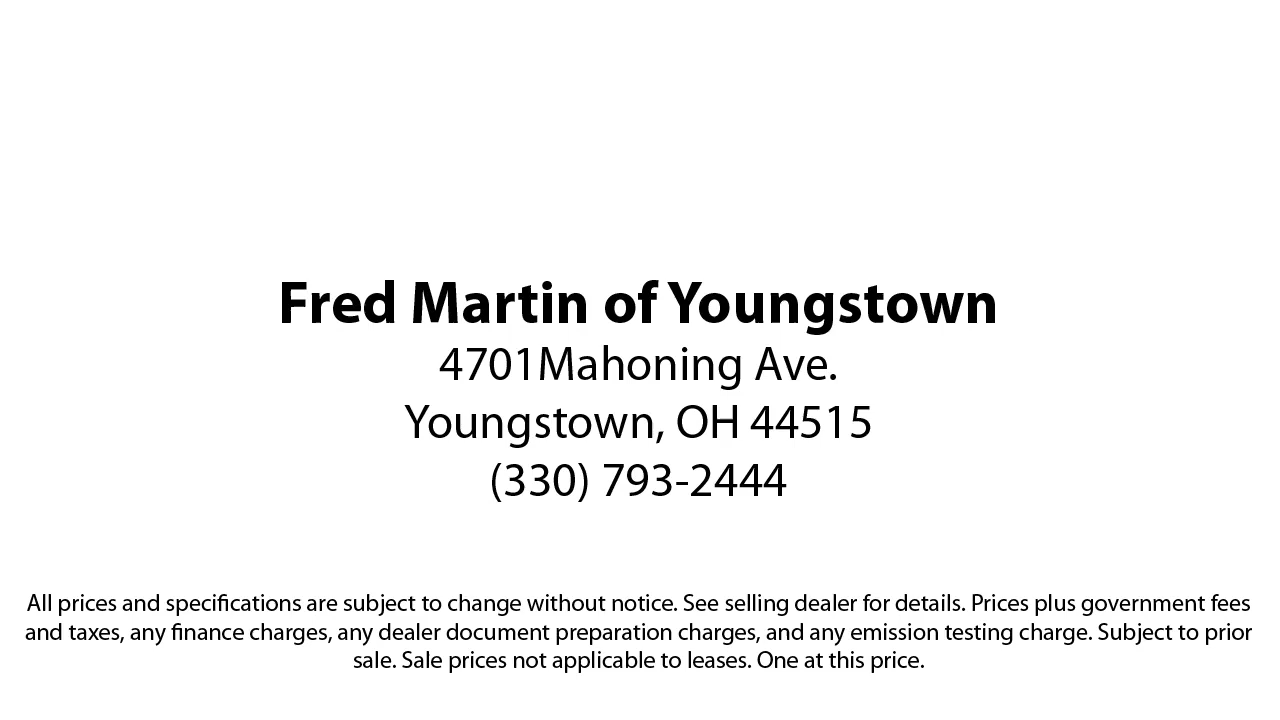 Fred Martin of Youngstown
4701Mahoning Ave.
Youngstown, OH 44515
(330) 793-2444
All prices and specifications are subject to change without notice. See selling dealer for details. Prices plus government fees
and taxes, any finance charges, any dealer document preparation charges, and any emission testing charge. Subject to prior
sale. Sale prices not applicable to leases. One at this price.